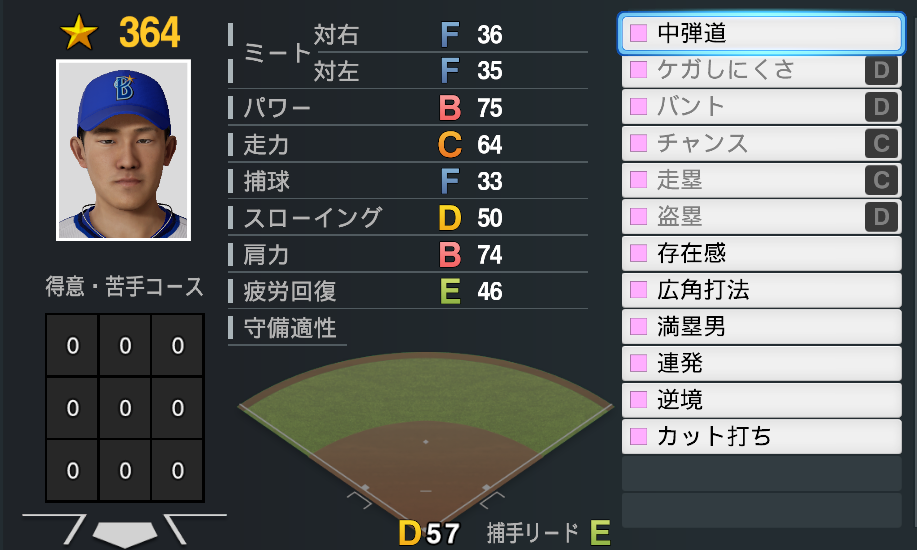 364
ミート 対右 F 36
対左 F 35
パワー B 75
走力 C 64
捕球 F 33
スローイング D 50
肩力 B 74
疲労回復 E 46
守備適性
D57 捕手リード E
得意・苦手コース
0 0 0
0 0 0
0 0 0
中弾道
ケガしにくさ D
バント D
チャンス C
走塁 C
盗塁 D
存在感
広角打法
満塁男
連発
逆境
カット打ち
B